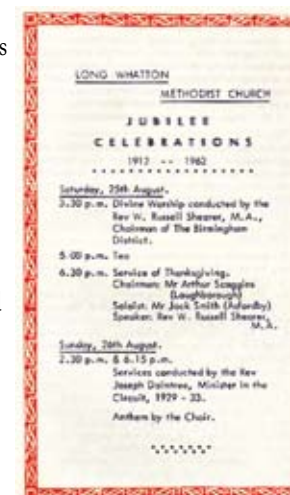 s
LONG WHATTON
METHODIST CHURCH
JUBILEE
CELEBRATIONS
1912 -- 1962
Saturday, 25th August.
3.30 p.m. Divine Worship conducted by the
Rev W. Russell Shearer, M.A.,
Chairman of The Birmingham
District.
5.00 p.m. Tea
6.30 p.m. Service of Thanksgiving.
Chairman: Mr Arthur Scaggins
(Loughborough)
Soloist: Mr Jack Smith (Asfordby)
Speaker: Rev W. Russell Shearer,
M.A.
Sunday, 26th August.
2.30 p.m. & 6.15 p.m.
Services conducted by the Rev
Joseph Daintree, Minister in the
Circuit, 1929 - 33.
Anthem by the Choir.